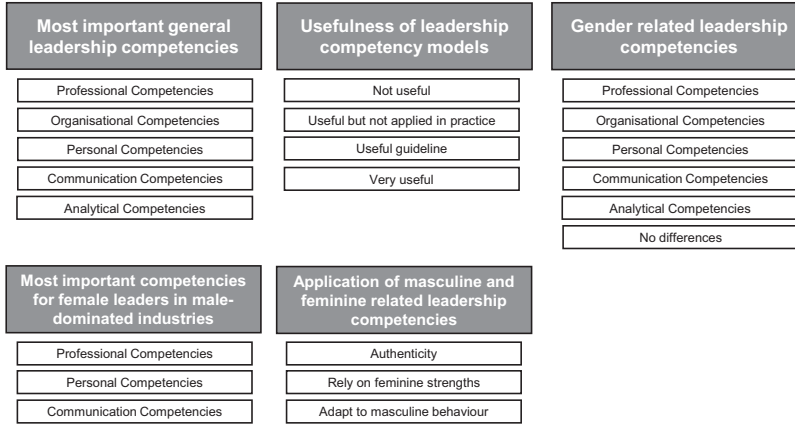 Most important general
leadership competencies
Professional Competencies
Organisational Competencies
Personal Competencies
Communication Competencies
Analytical Competencies
Usefulness of leadership
competency models
Not useful
Useful but not applied in practice
Useful guideline
Very useful
Gender related leadership
competencies
Professional Competencies
Organisational Competencies
Personal Competencies
Communication Competencies
Analytical Competencies
No differences
Most important competencies
for female leaders in male-
dominated industries
Professional Competencies
Personal Competencies
Communication Competencies
Application of masculine and
feminine related leadership
competencies
Authenticity
Rely on feminine strengths
Adapt to masculine behaviour